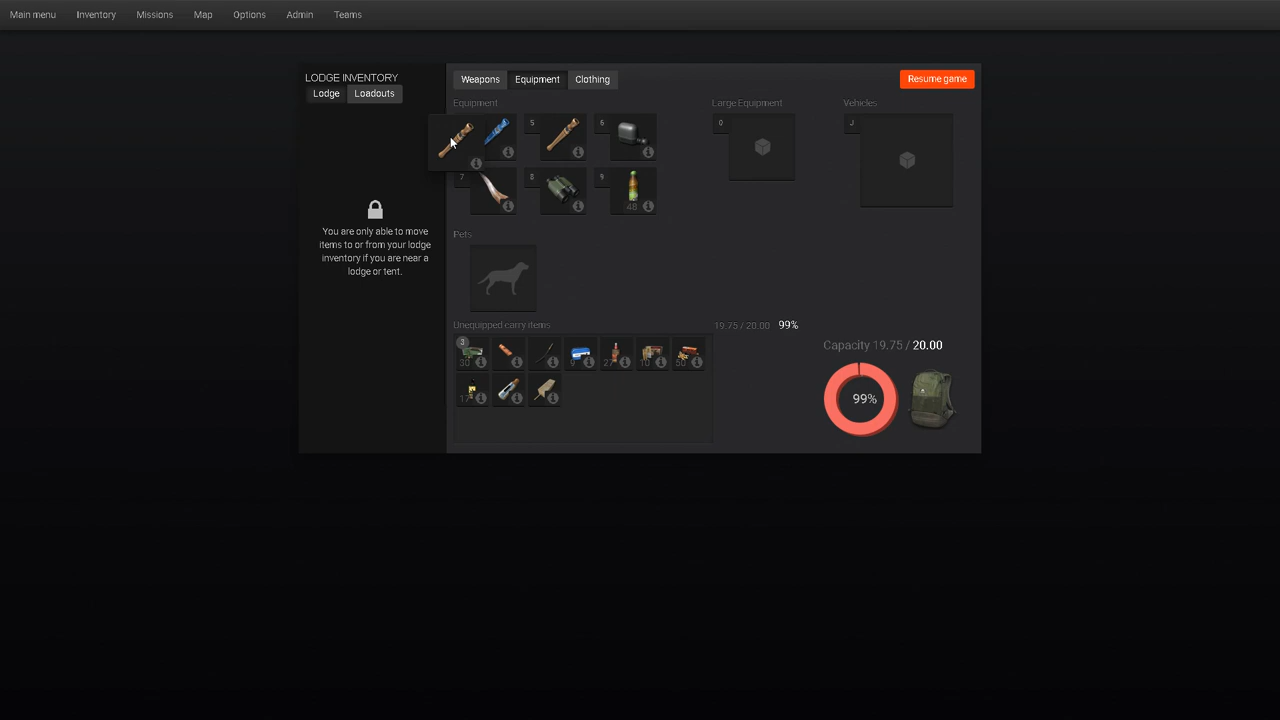 Main menu Inventory Missions Map Options Admin Teams
LODGE INVENTORY
Lodge Loadouts
Weapons Equipment Clothing
Resume game
Equipment Large Equipment Vehicles
5 6 Q J
7 8 9
48
You are only able to move
items to or from your lodge
inventory if you are near a
lodge or tent.
Pets
Unequipped carry items 19.75 / 20.00 99%
3
30 9 27 10 50
17
Capacity 19.75 / 20.00
99%